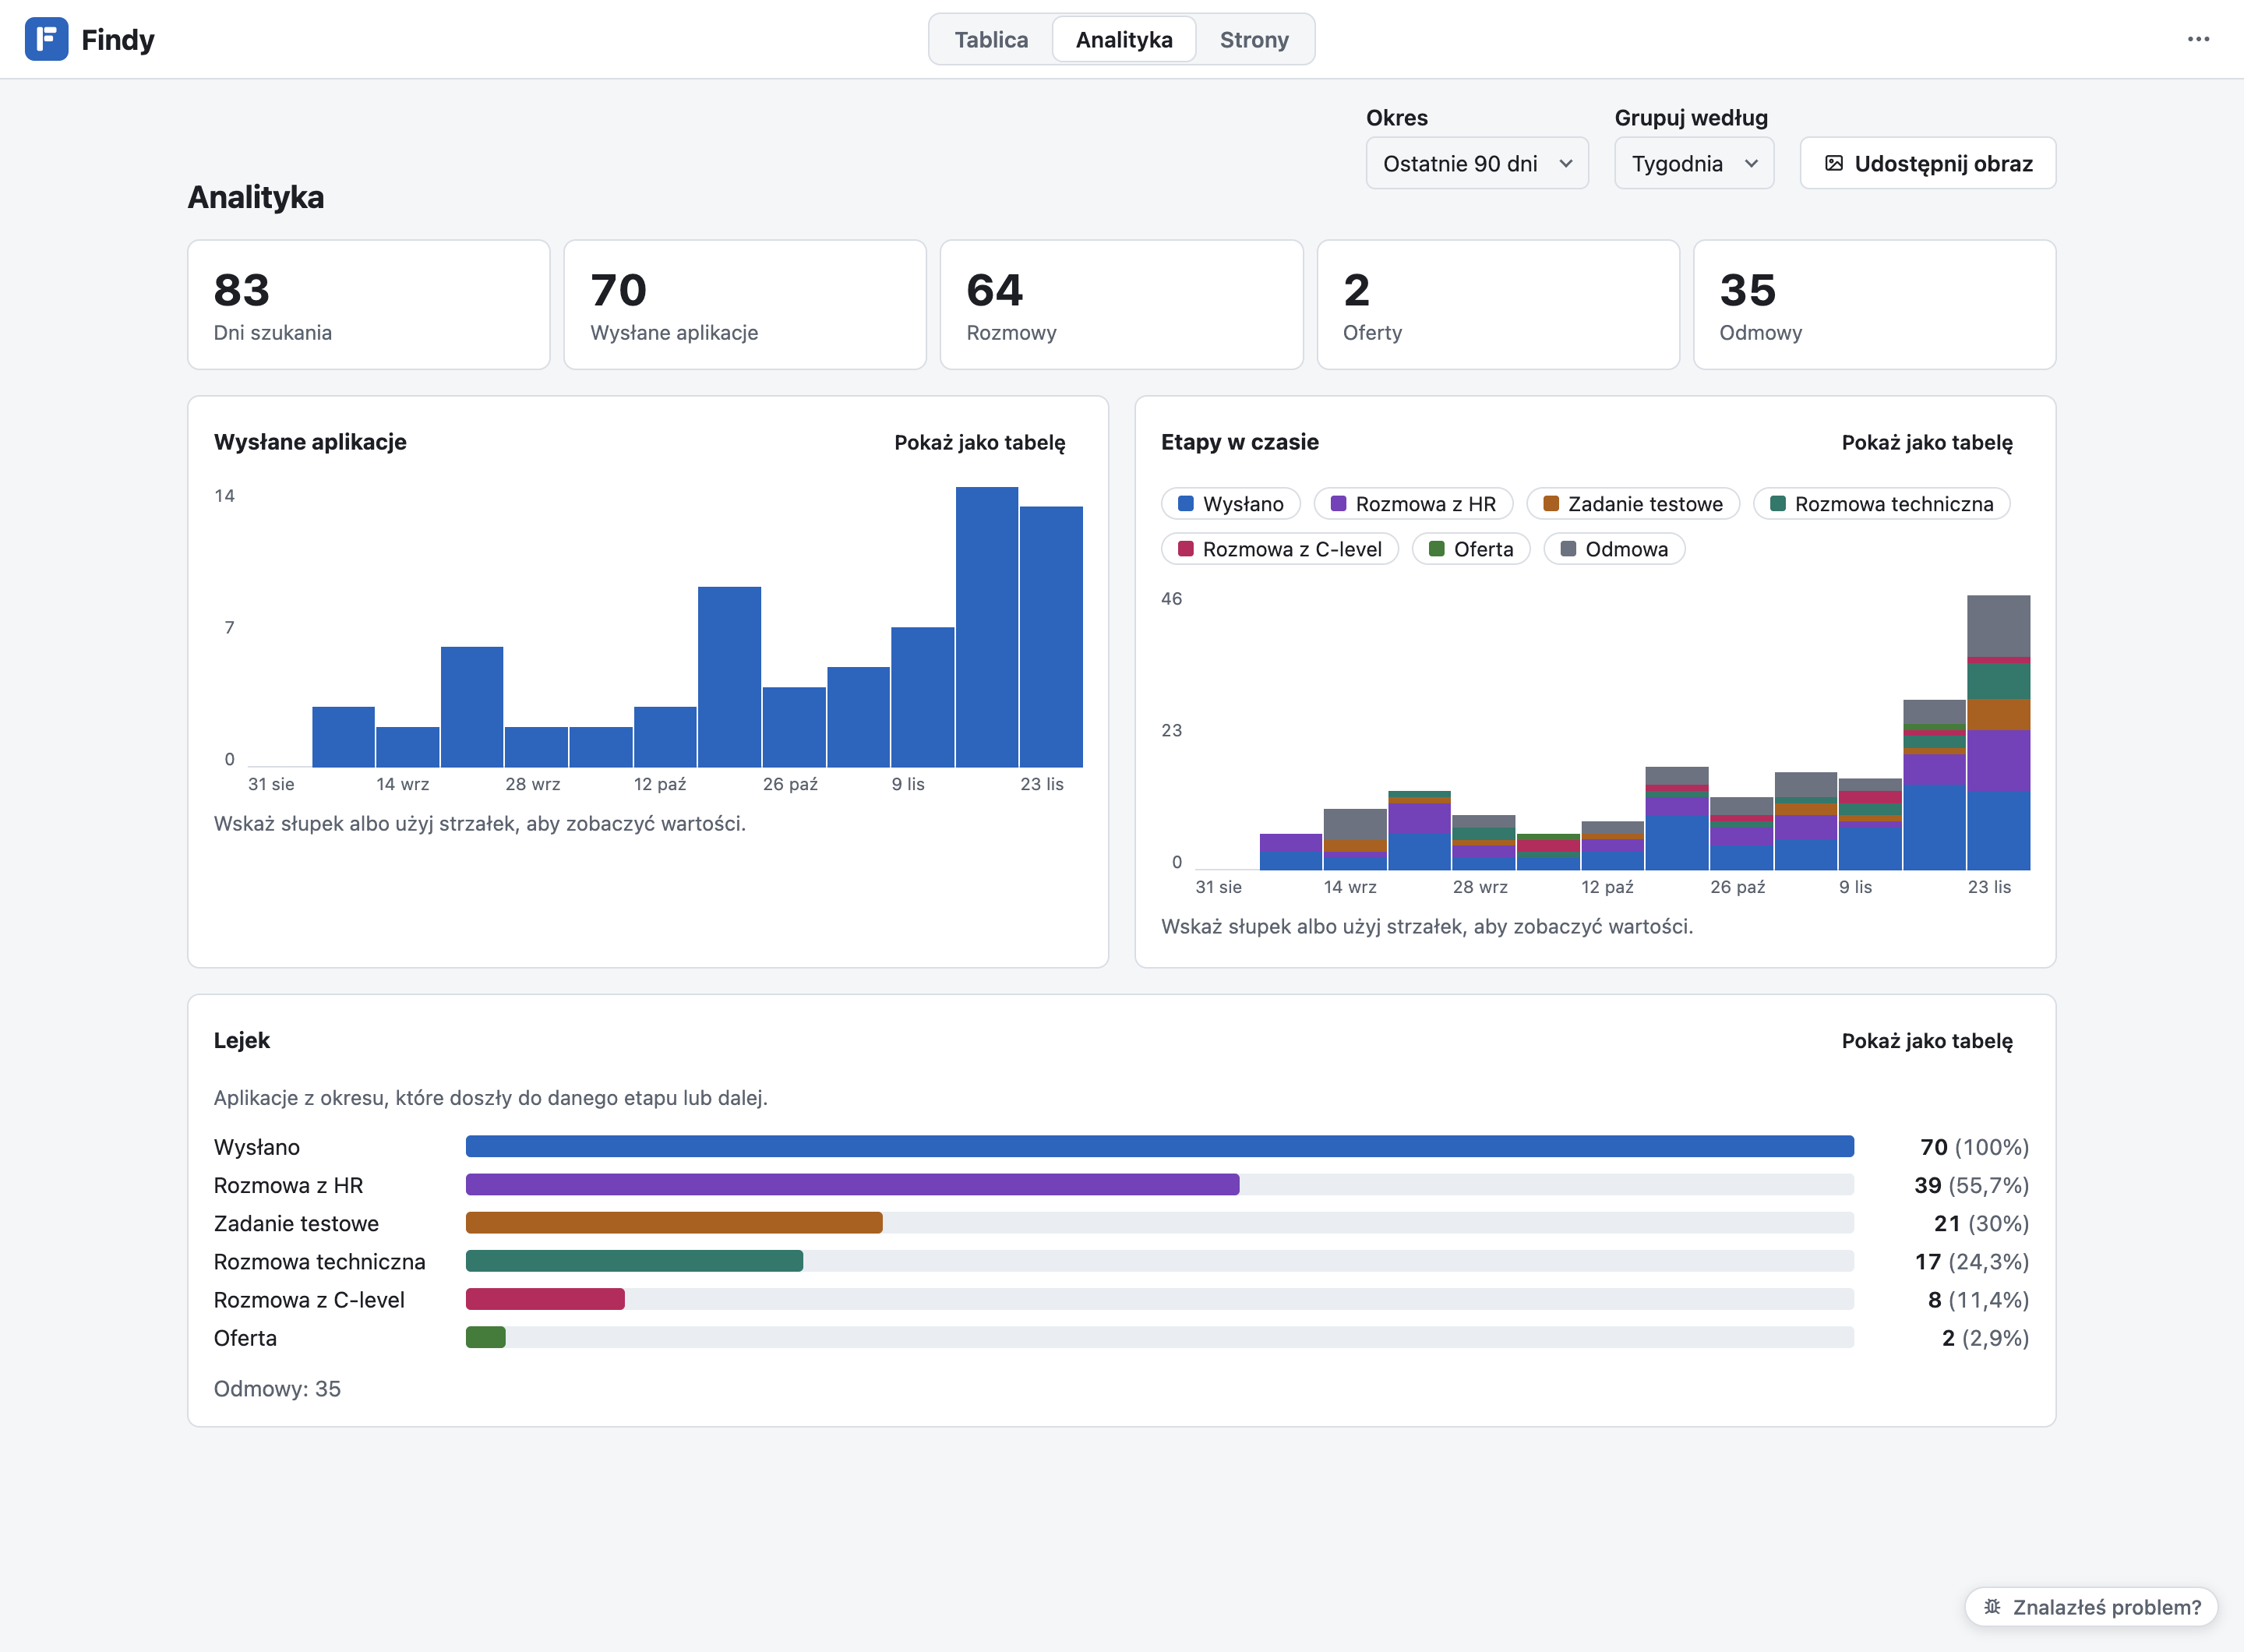 Findy
Tablica Analityka Strony
Okres
Grupuj według
Ostatnie 90 dni
Tygodnia
Udostępnij obraz
Analityka
83
Dni szukania
70
Wysłane aplikacje
64
Rozmowy
2
Oferty
35
Odmowy
Wysłane aplikacje
Pokaż jako tabelę
14
7
0
31 sie 14 wrz 28 wrz 12 paź 26 paź 9 lis 23 lis
Wskaż słupek albo użyj strzałek, aby zobaczyć wartości.
Etapy w czasie
Pokaż jako tabelę
Wysłano Rozmowa z HR Zadanie testowe Rozmowa techniczna
Rozmowa z C-level Oferta Odmowa
46
23
0
31 sie 14 wrz 28 wrz 12 paź 26 paź 9 lis 23 lis
Wskaż słupek albo użyj strzałek, aby zobaczyć wartości.
Lejek
Pokaż jako tabelę
Aplikacje z okresu, które doszły do danego etapu lub dalej.
Wysłano 70 (100%)
Rozmowa z HR 39 (55,7%)
Zadanie testowe 21 (30%)
Rozmowa techniczna 17 (24,3%)
Rozmowa z C-level 8 (11,4%)
Oferta 2 (2,9%)
Odmowy: 35
Znalazłeś problem?